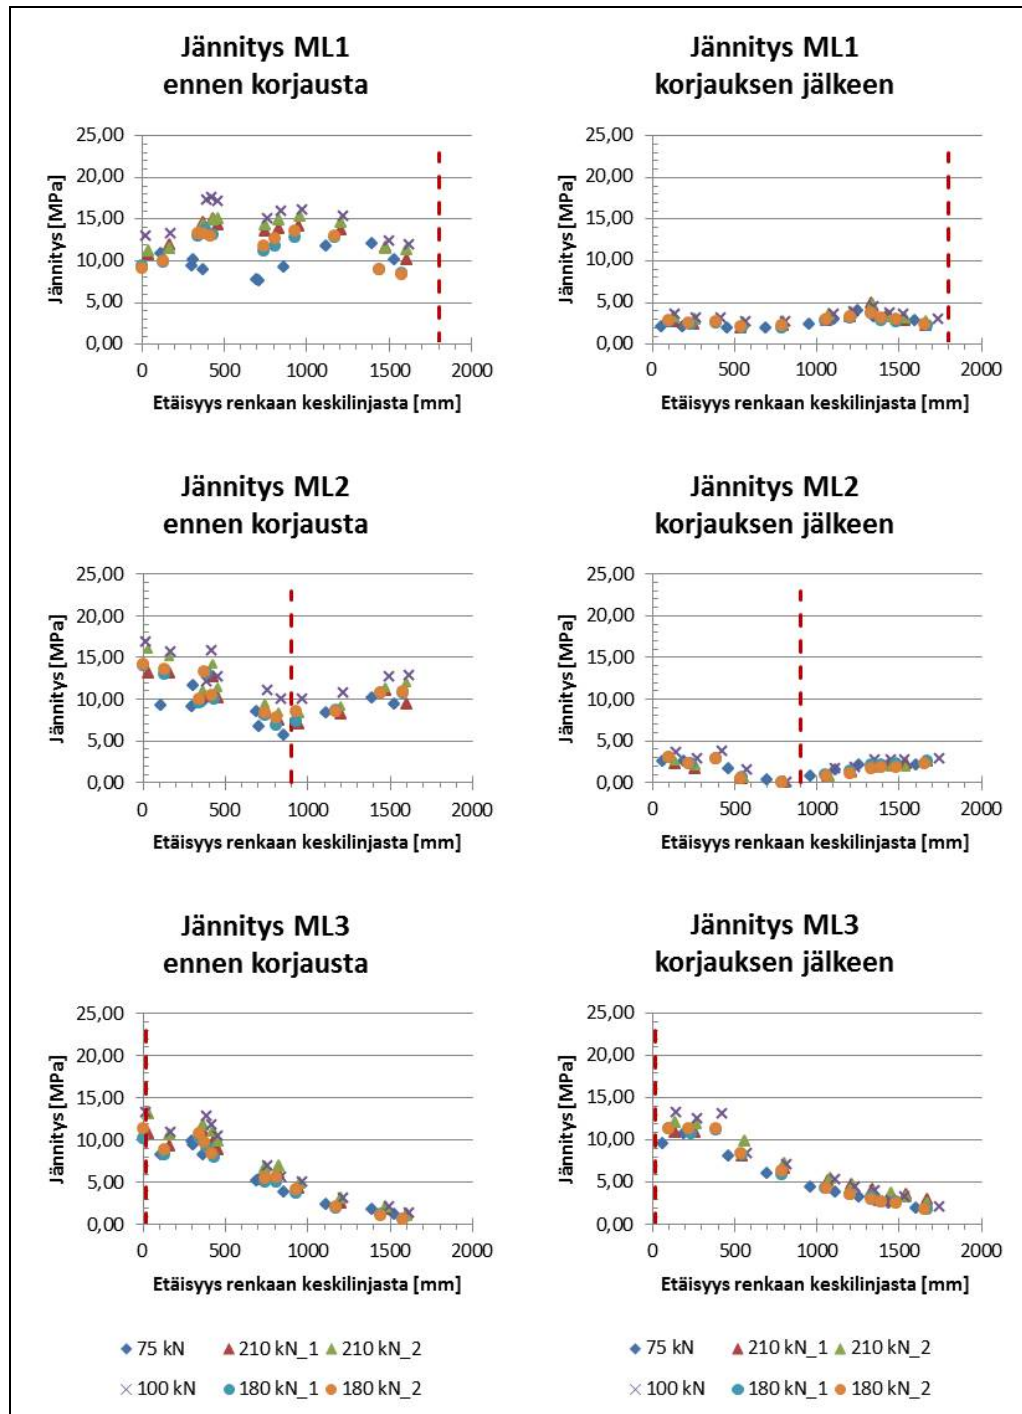 Jännitys ML1
ennen korjausta
Jännitys [MPa]
25,00
20,00
15,00
10,00
5,00
0,00
0 500 1000 1500 2000
Etäisyys renkaan keskilinjasta [mm]
Jännitys ML1
korjauksen jälkeen
Jännitys [MPa]
25,00
20,00
15,00
10,00
5,00
0,00
0 500 1000 1500 2000
Etäisyys renkaan keskilinjasta [mm]
Jännitys ML2
ennen korjausta
Jännitys [MPa]
25,00
20,00
15,00
10,00
5,00
0,00
0 500 1000 1500 2000
Etäisyys renkaan keskilinjasta [mm]
Jännitys ML2
korjauksen jälkeen
Jännitys [MPa]
25,00
20,00
15,00
10,00
5,00
0,00
0 500 1000 1500 2000
Etäisyys renkaan keskilinjasta [mm]
Jännitys ML3
ennen korjausta
Jännitys [MPa]
25,00
20,00
15,00
10,00
5,00
0,00
0 500 1000 1500 2000
Etäisyys renkaan keskilinjasta [mm]
Jännitys ML3
korjauksen jälkeen
Jännitys [MPa]
25,00
20,00
15,00
10,00
5,00
0,00
0 500 1000 1500 2000
Etäisyys renkaan keskilinjasta [mm]
75 kN 210 kN_1 210 kN_2
100 kN 180 kN_1 180 kN_2
75 kN 210 kN_1 210 kN_2
100 kN 180 kN_1 180 kN_2